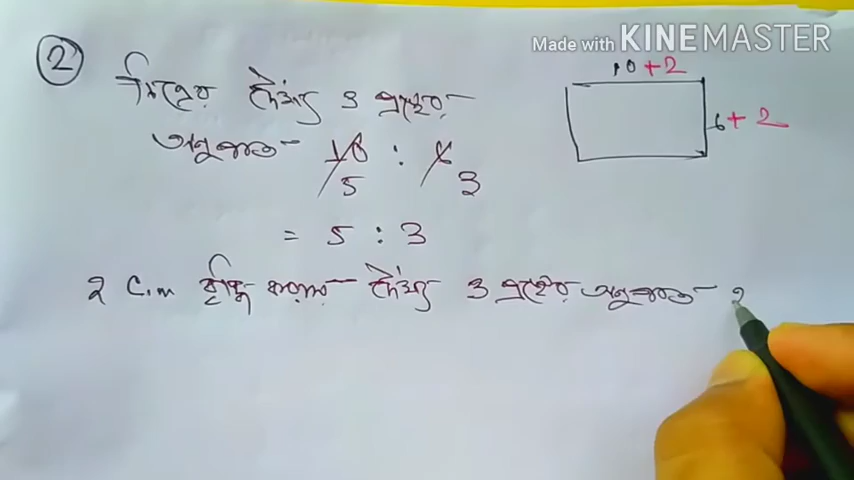 Made with KINEMASTER
②
10 +2
6 + 2
চিত্রের দৈর্ঘ্য ও প্রস্থের
অনুপাত 10 : 6
5 3
= 5 : 3
2 C.m বৃদ্ধি করায় দৈর্ঘ্য ও প্রস্থের অনুপাত